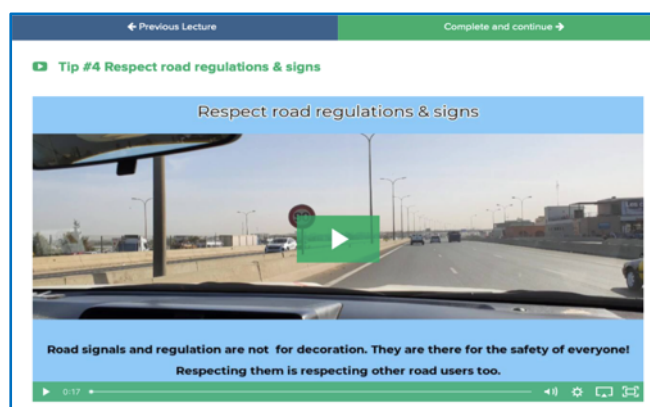 ← Previous Lecture
Complete and continue →
Tip #4 Respect road regulations & signs
Respect road regulations & signs
Road signals and regulation are not for decoration. They are there for the safety of everyone!
Respecting them is respecting other road users too.
0:17